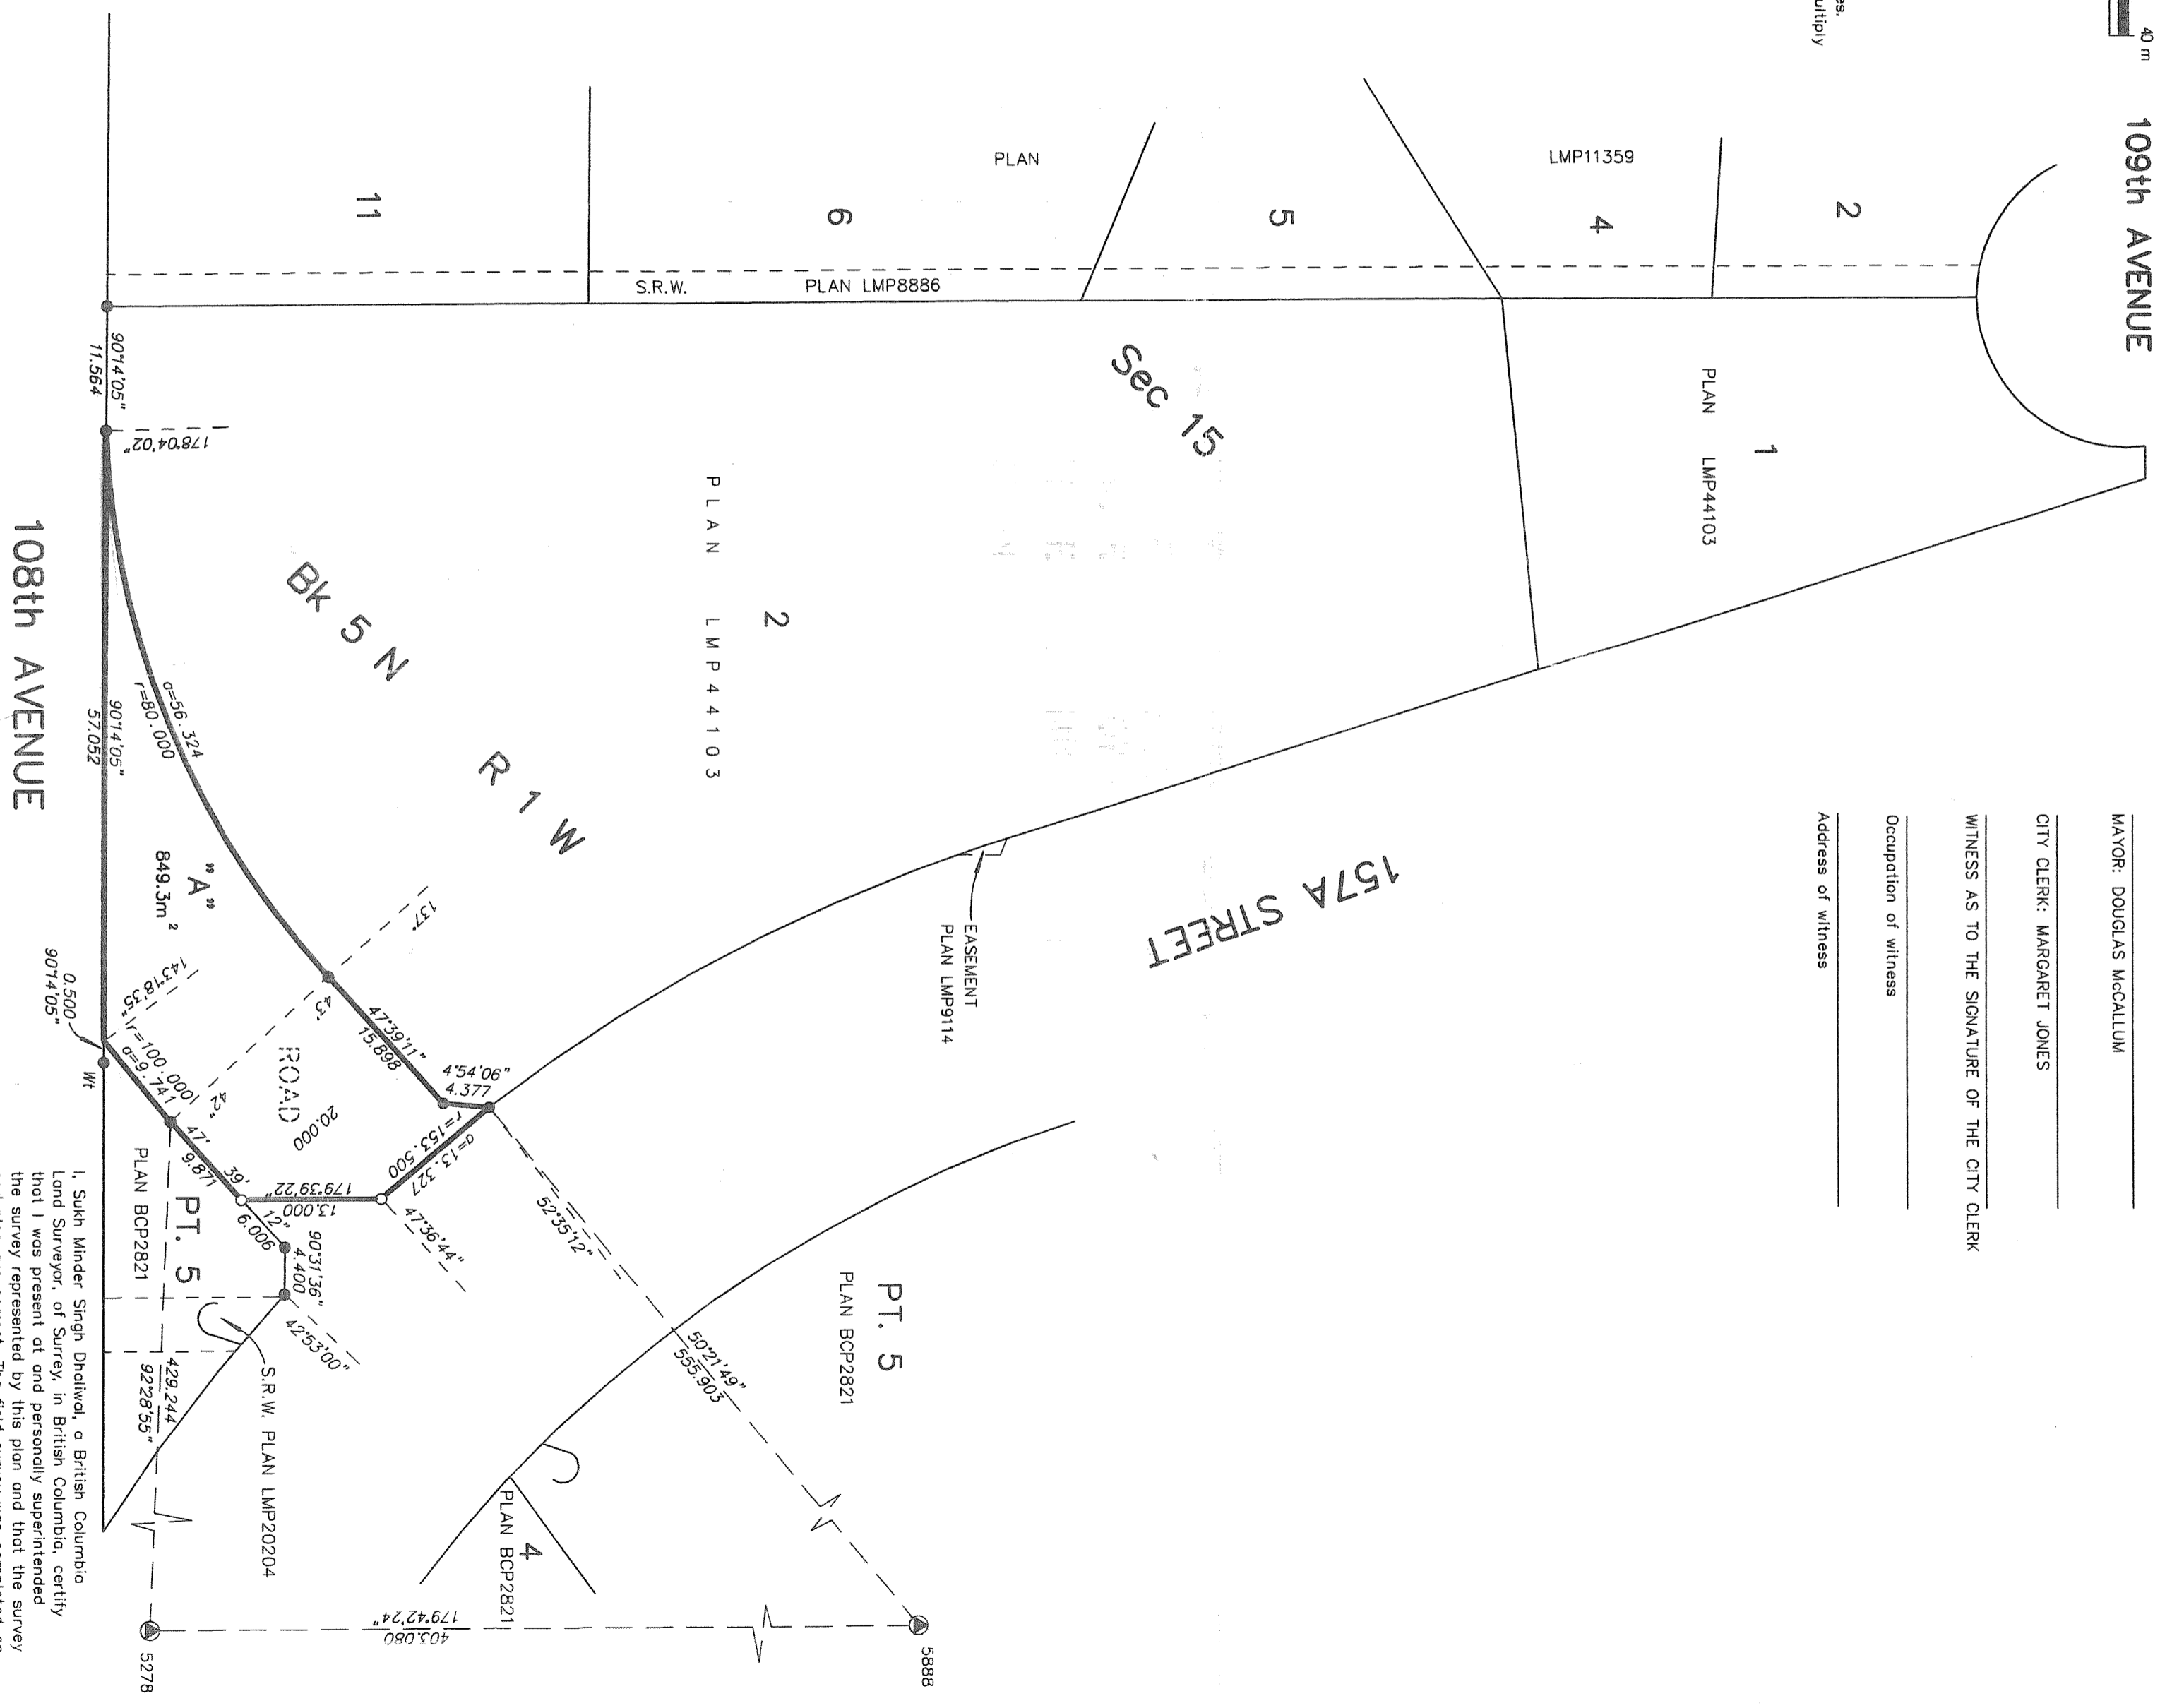 40 m
es.
ultiply
109th AVENUE
MAYOR: DOUGLAS McCALLUM
CITY CLERK: MARGARET JONES
WITNESS AS TO THE SIGNATURE OF THE CITY CLERK
Occupation of witness
Address of witness
2
LMP11359
4
5
PLAN
6
11
S.R.W.
PLAN LMP8886
1
PLAN LMP44103
Sec 15
2
PLAN LMP44103
Bk 5 N
R 1 W
157A STREET
EASEMENT
PLAN LMP9114
90°14'05"
11.564
178°04'02"
a=56.324
r=80.000
90°14'05"
57.052
108th AVENUE
"A"
849.3m²
137°
43'
42"
143°18'35"
0.500
90°14'05"
Wt
r=100.000
a=9.741
ROAD
20.000
47°39'11"
15.898
4°54'06"
4.377
r=153.500
a=13.327
47°
39'
12"
9.871
6.006
179°39'22"
13.000
47°36'44"
90°31'36"
4.400
42°53'00"
52°35'12"
50°21'49"
555.903
PT. 5
PLAN BCP2821
PT. 5
PLAN BCP2821
S.R.W. PLAN LMP20204
429.244
92°28'55"
4
PLAN BCP2821
179°42'24"
403.080
5888
5278
I, Sukh Minder Singh Dhaliwal, a British Columbia
Land Surveyor, of Surrey, in British Columbia, certify
that I was present at and personally superintended
the survey represented by this plan and that the survey